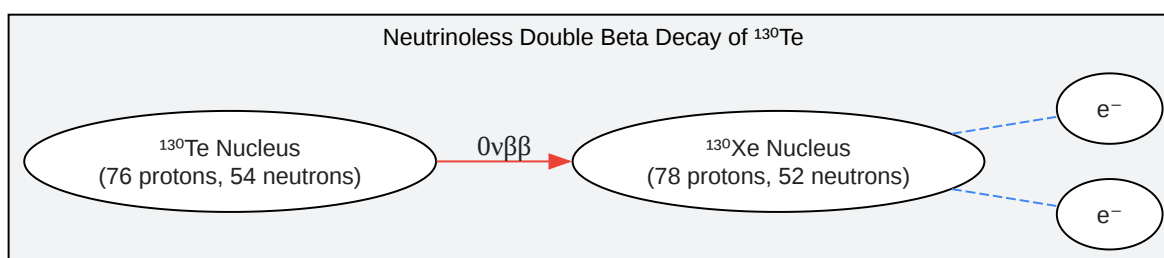 Neutrinoless Double Beta Decay of ¹³⁰Te
¹³⁰Te Nucleus
(76 protons, 54 neutrons)
0νββ
¹³⁰Xe Nucleus
(78 protons, 52 neutrons)
e⁻
e⁻